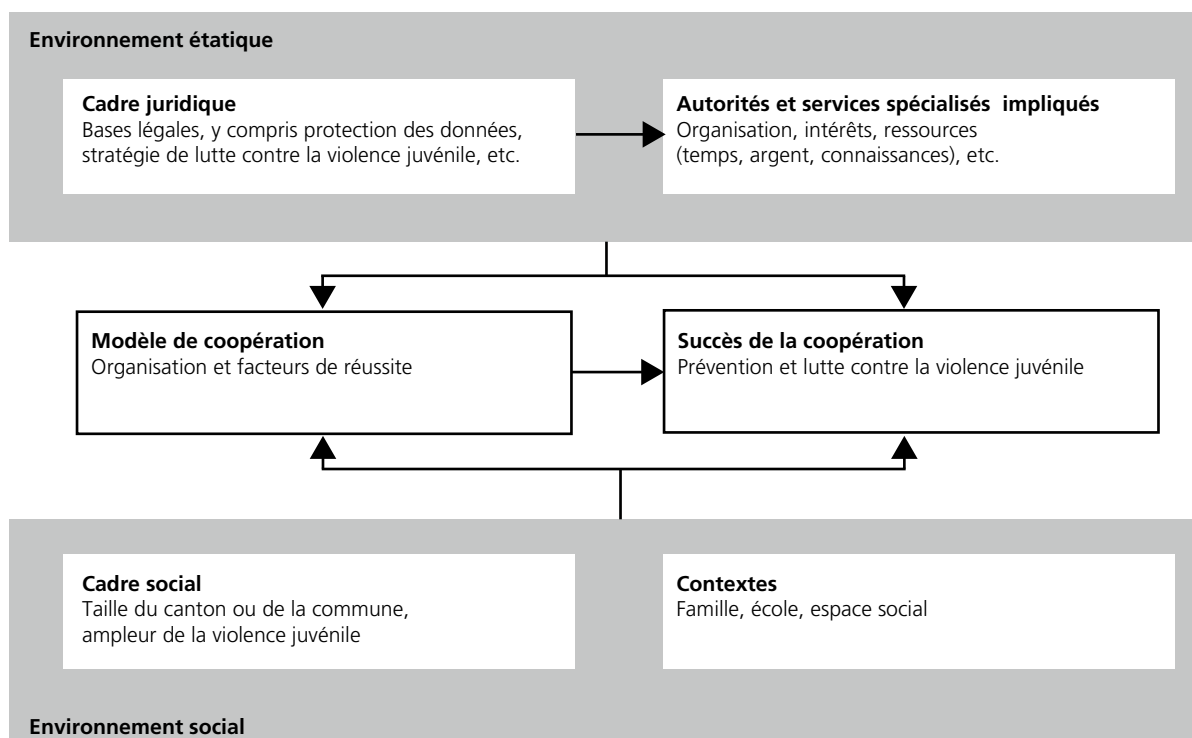 Environnement étatique
Cadre juridique
Bases légales, y compris protection des données,
stratégie de lutte contre la violence juvénile, etc.
Autorités et services spécialisés impliqués
Organisation, intérêts, ressources
(temps, argent, connaissances), etc.
Modèle de coopération
Organisation et facteurs de réussite
Succès de la coopération
Prévention et lutte contre la violence juvénile
Cadre social
Taille du canton ou de la commune,
ampleur de la violence juvénile
Contextes
Famille, école, espace social
Environnement social